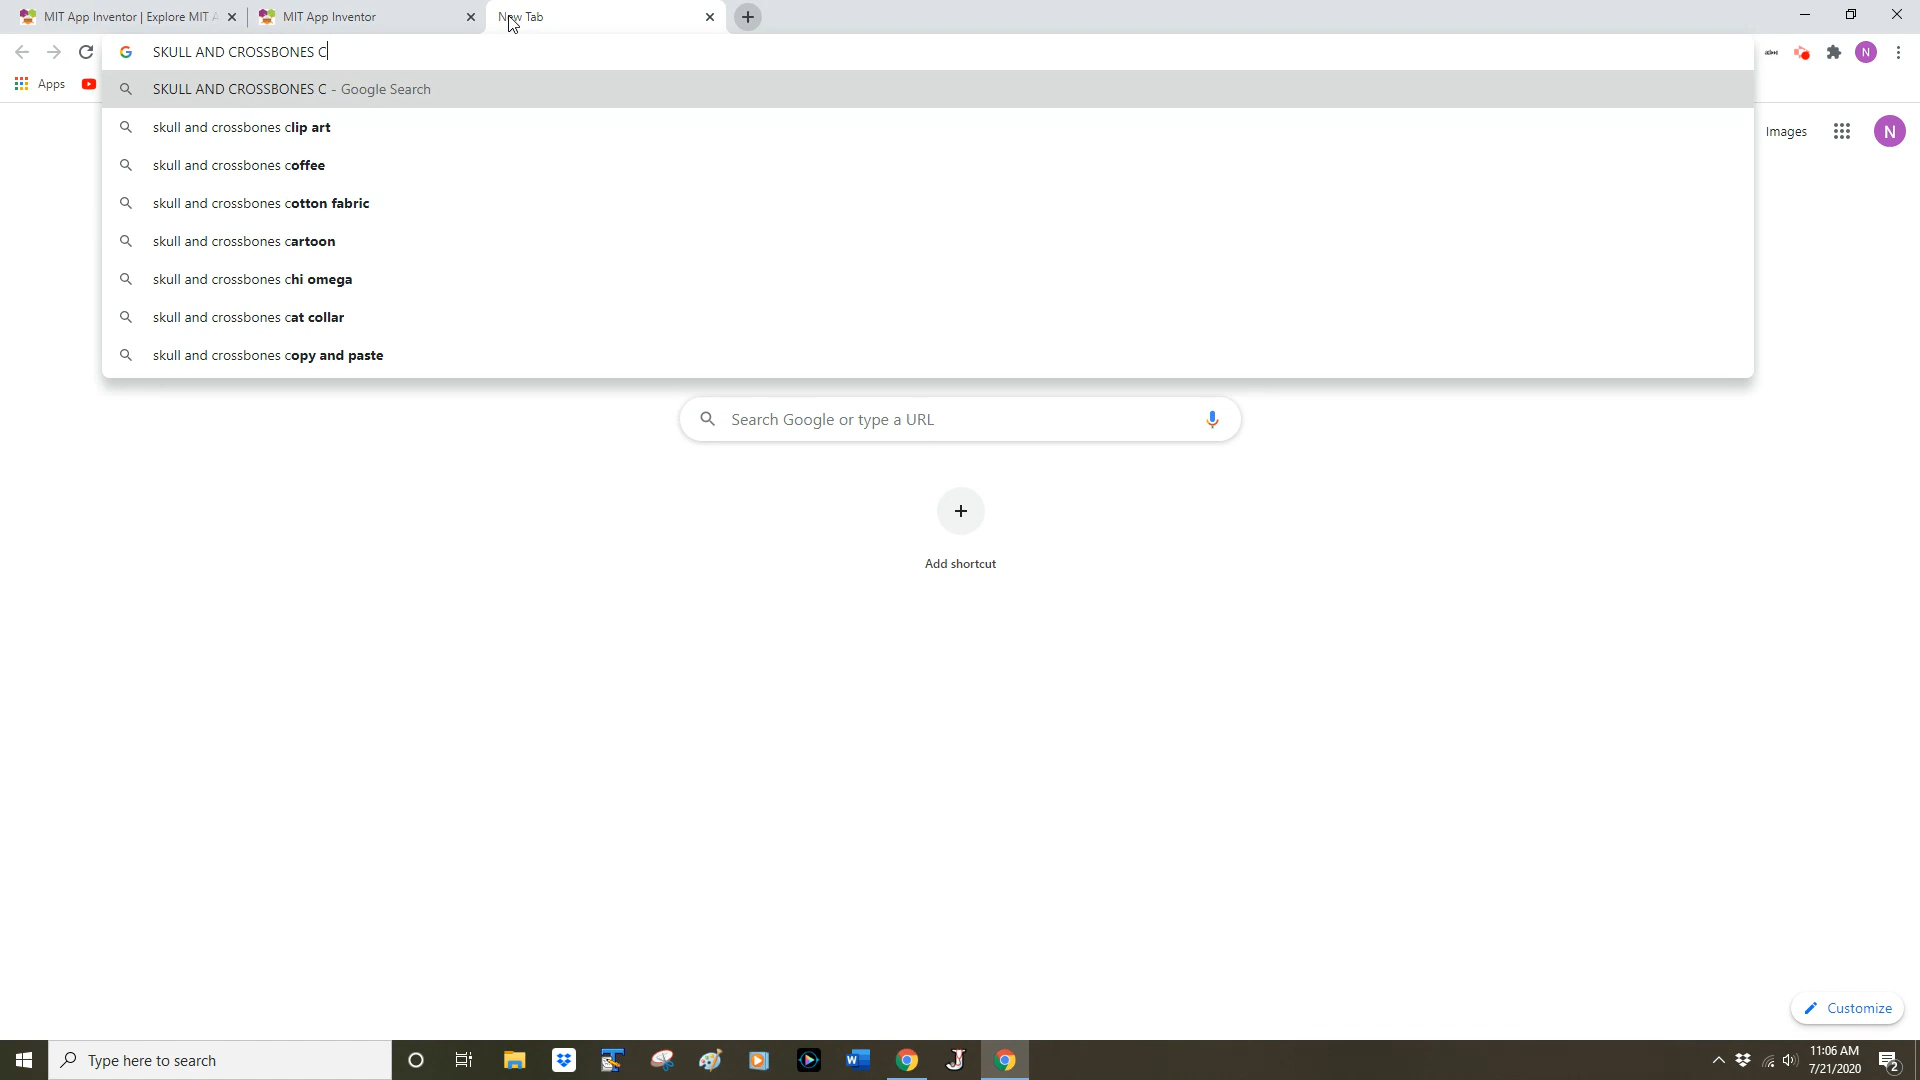 MIT App Inventor | Explore MIT A
MIT App Inventor
New Tab
SKULL AND CROSSBONES C
N
Apps
SKULL AND CROSSBONES C - Google Search
skull and crossbones clip art
Images
N
skull and crossbones coffee
skull and crossbones cotton fabric
skull and crossbones cartoon
skull and crossbones chi omega
skull and crossbones cat collar
skull and crossbones copy and paste
Search Google or type a URL
Add shortcut
Customize
Type here to search
11:06 AM
7/21/2020
2